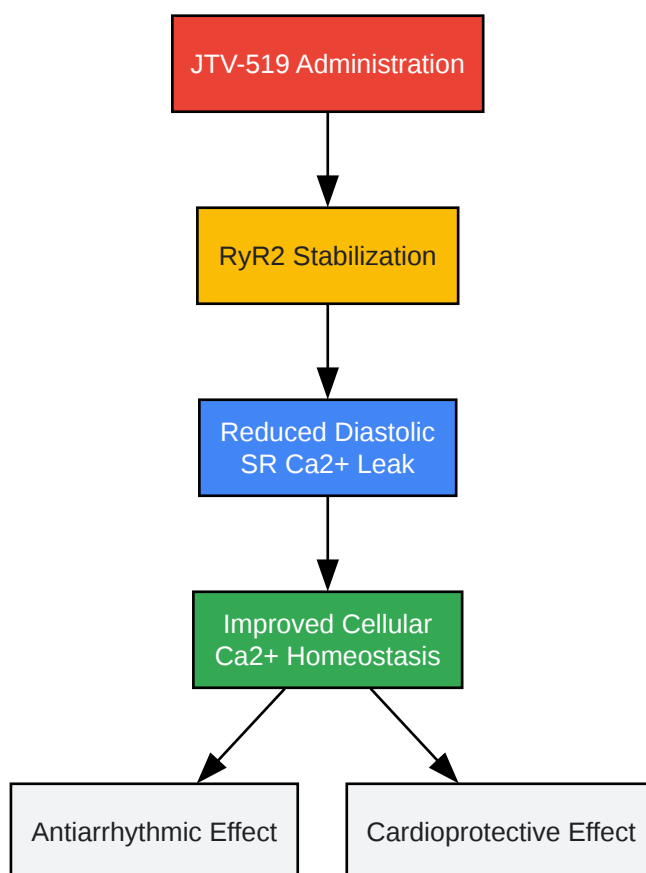 JTV-519 Administration
RyR2 Stabilization
Reduced Diastolic
SR Ca2+ Leak
Improved Cellular
Ca2+ Homeostasis
Antiarrhythmic Effect
Cardioprotective Effect